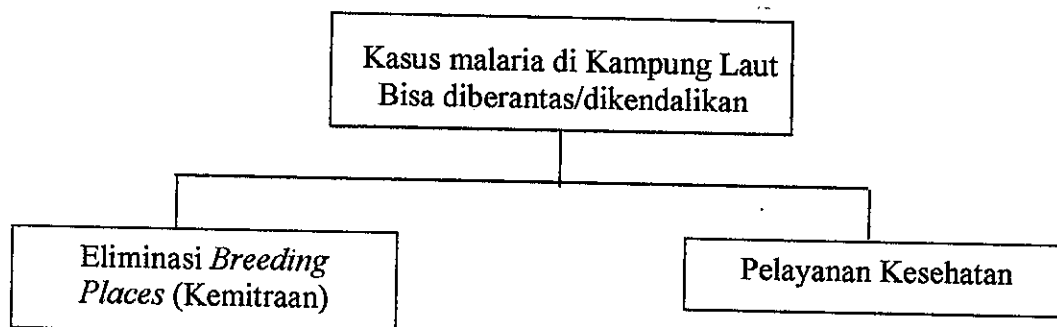 Kasus malaria di Kampung Laut
Bisa diberantas/dikendalikan
Eliminasi Breeding
Places (Kemitraan)
Pelayanan Kesehatan